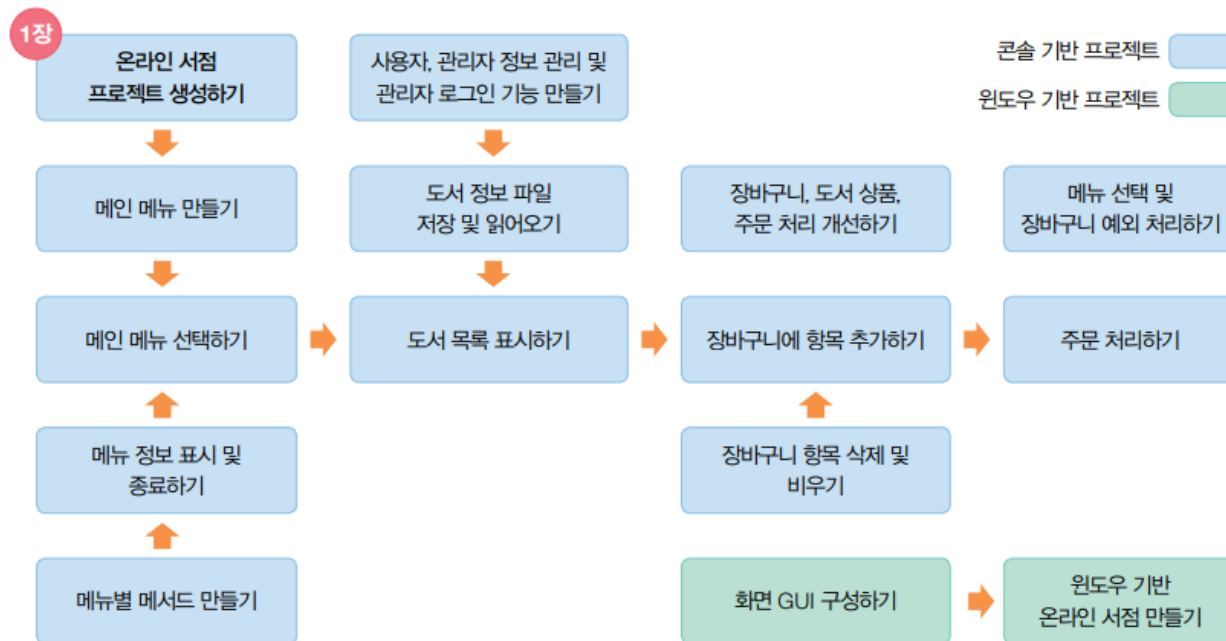 1장
온라인 서점
프로젝트 생성하기
사용자, 관리자 정보 관리 및
관리자 로그인 기능 만들기
콘솔 기반 프로젝트
윈도우 기반 프로젝트
메인 메뉴 만들기
도서 정보 파일
저장 및 읽어오기
장바구니, 도서 상품,
주문 처리 개선하기
메뉴 선택 및
장바구니 예외 처리하기
메인 메뉴 선택하기
도서 목록 표시하기
장바구니에 항목 추가하기
주문 처리하기
메뉴 정보 표시 및
종료하기
장바구니 항목 삭제 및
비우기
메뉴별 메서드 만들기
화면 GUI 구성하기
윈도우 기반
온라인 서점 만들기